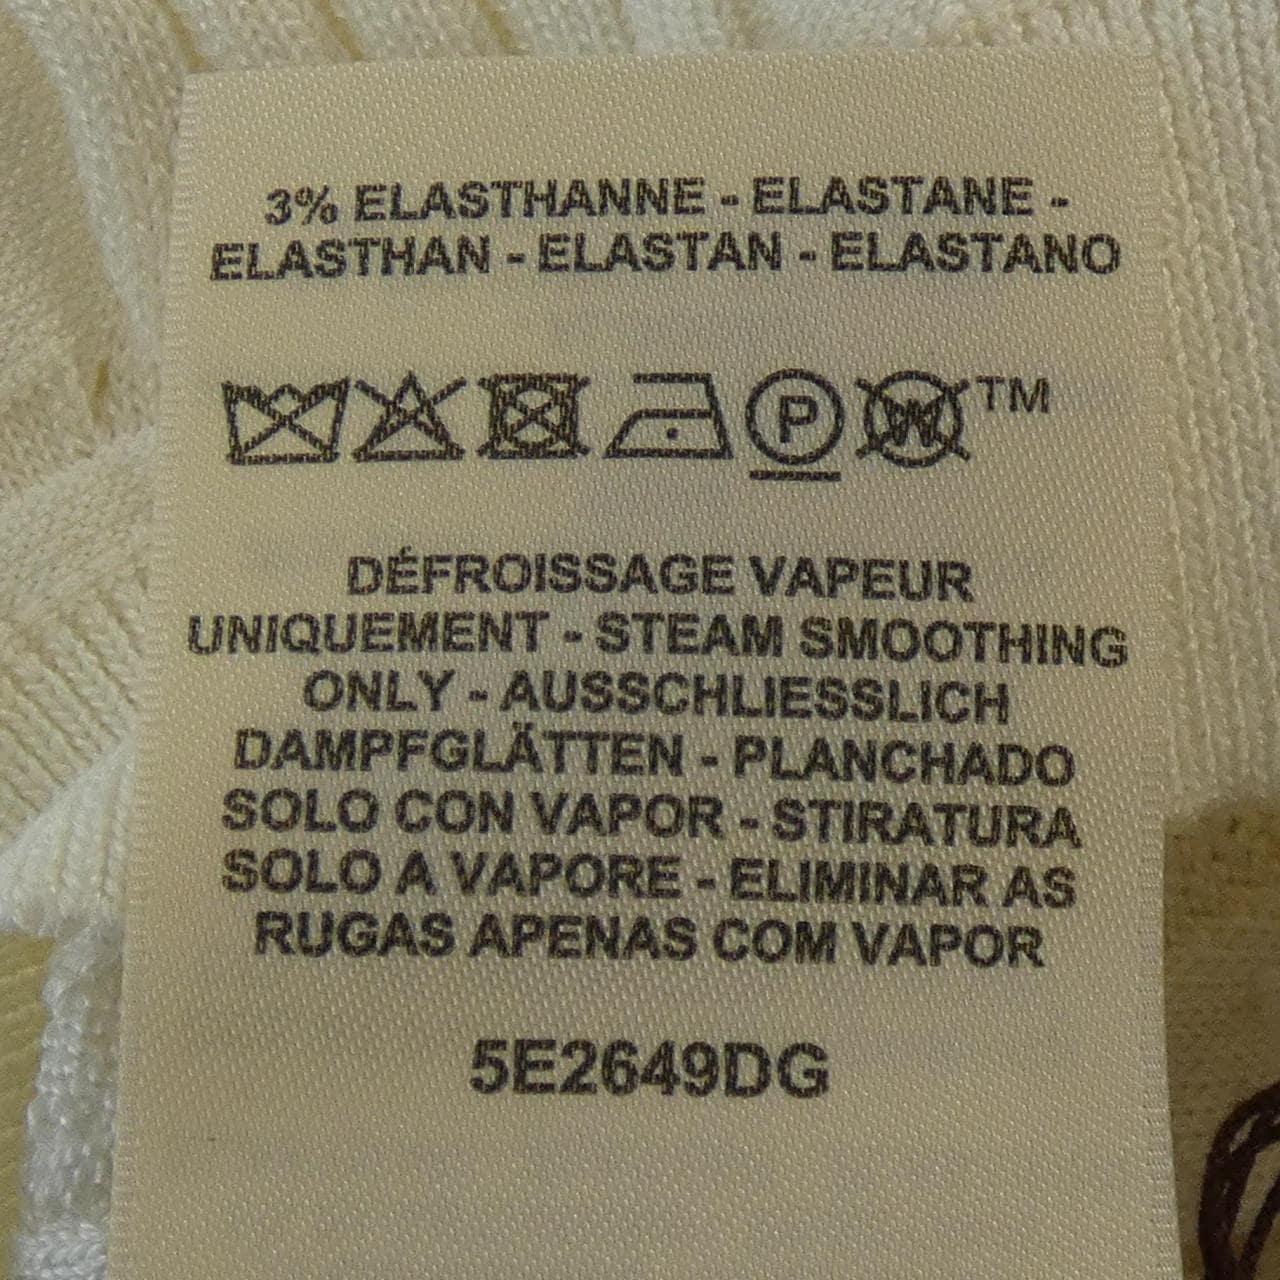 3% ELASTHANNE - ELASTANE -
ELASTHAN - ELASTAN - ELASTANO
P W TM
DÉFROISSAGE VAPEUR
UNIQUEMENT - STEAM SMOOTHING
ONLY - AUSSCHLIESSLICH
DAMPFGLÄTTEN - PLANCHADO
SOLO CON VAPOR - STIRATURA
SOLO A VAPORE - ELIMINAR AS
RUGAS APENAS COM VAPOR
5E2649DG